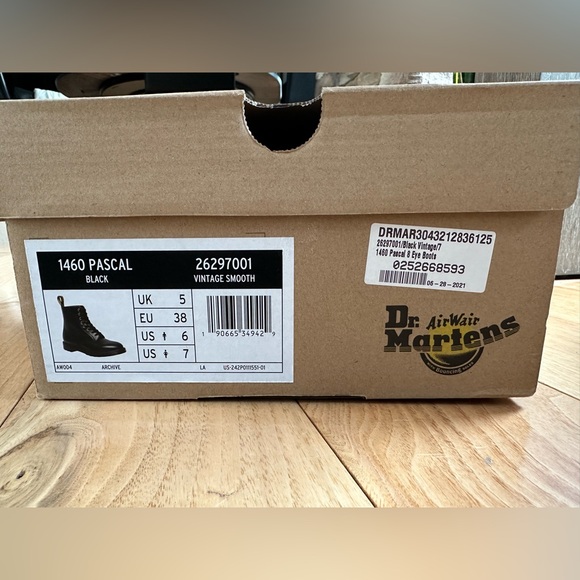 DRMAR3043212836125
26297001/Black Vintage/7
1460 Pascal 8 Eye Boots
0252668593
06-28-2021
1460 PASCAL
BLACK
26297001
VINTAGE SMOOTH
UK 5
EU 38
US 6
US 7
1 90665 34942 9
AW004
ARCHIVE
LA
US-242P0111551-01
Dr. AirWair
Martens
Bouncing